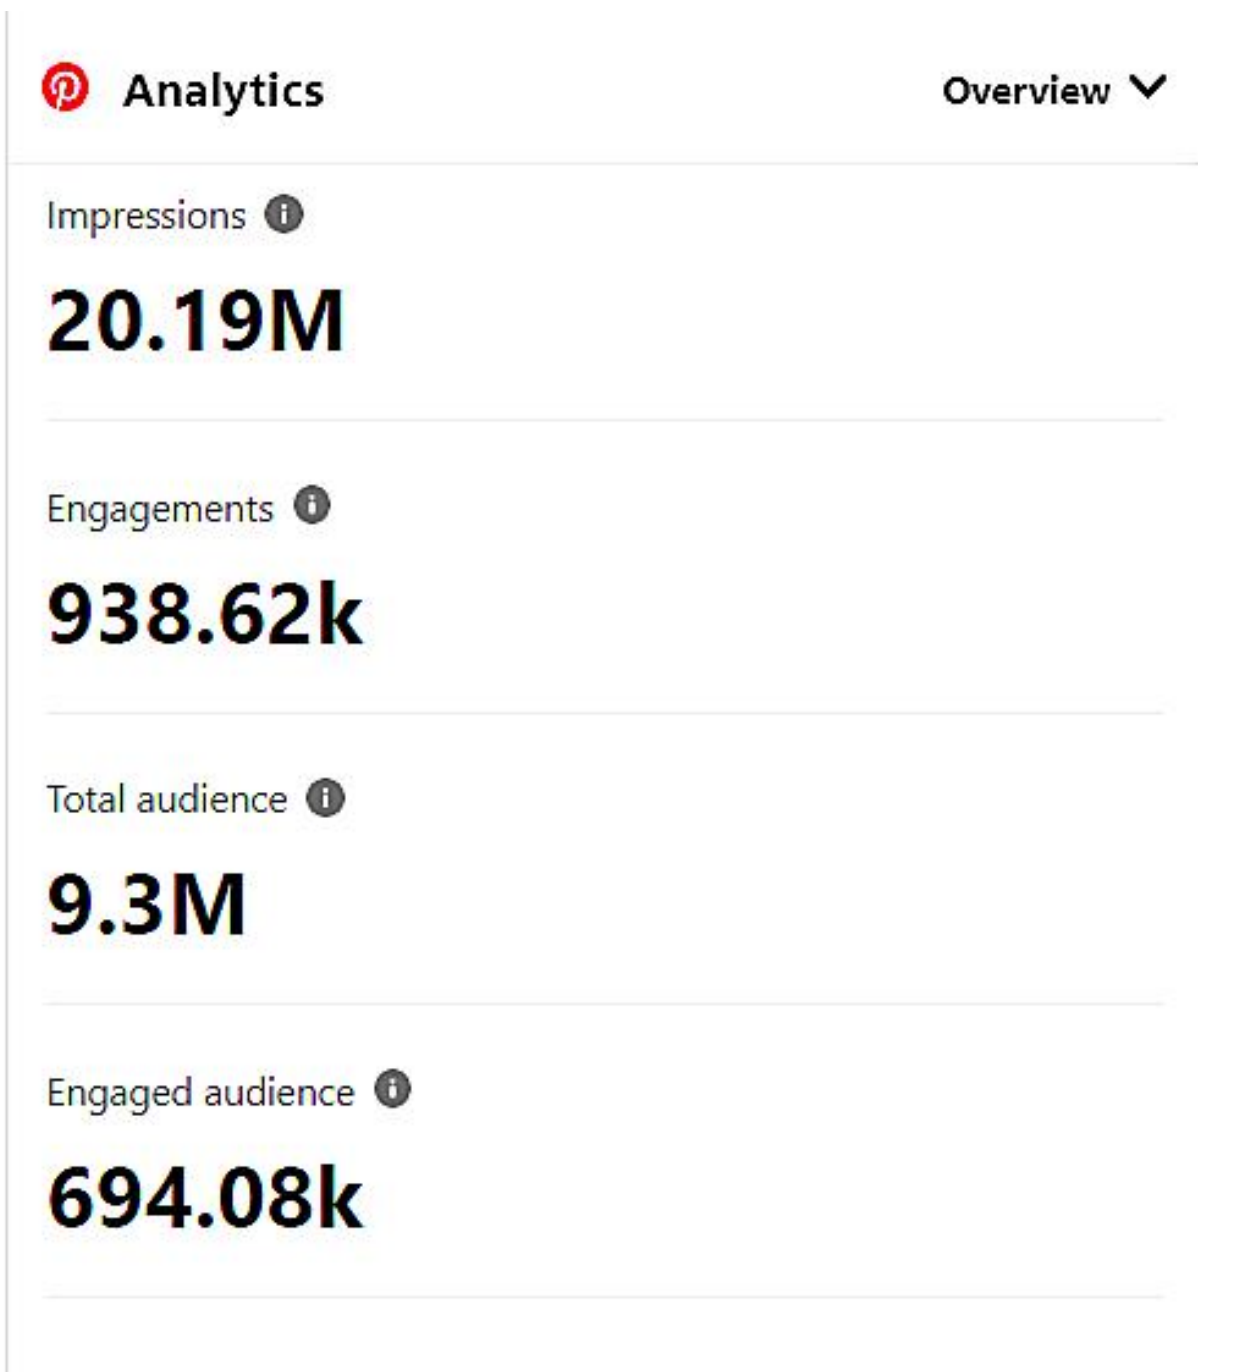 Analytics
Overview
Impressions
20.19M
Engagements
938.62k
Total audience
9.3M
Engaged audience
694.08k